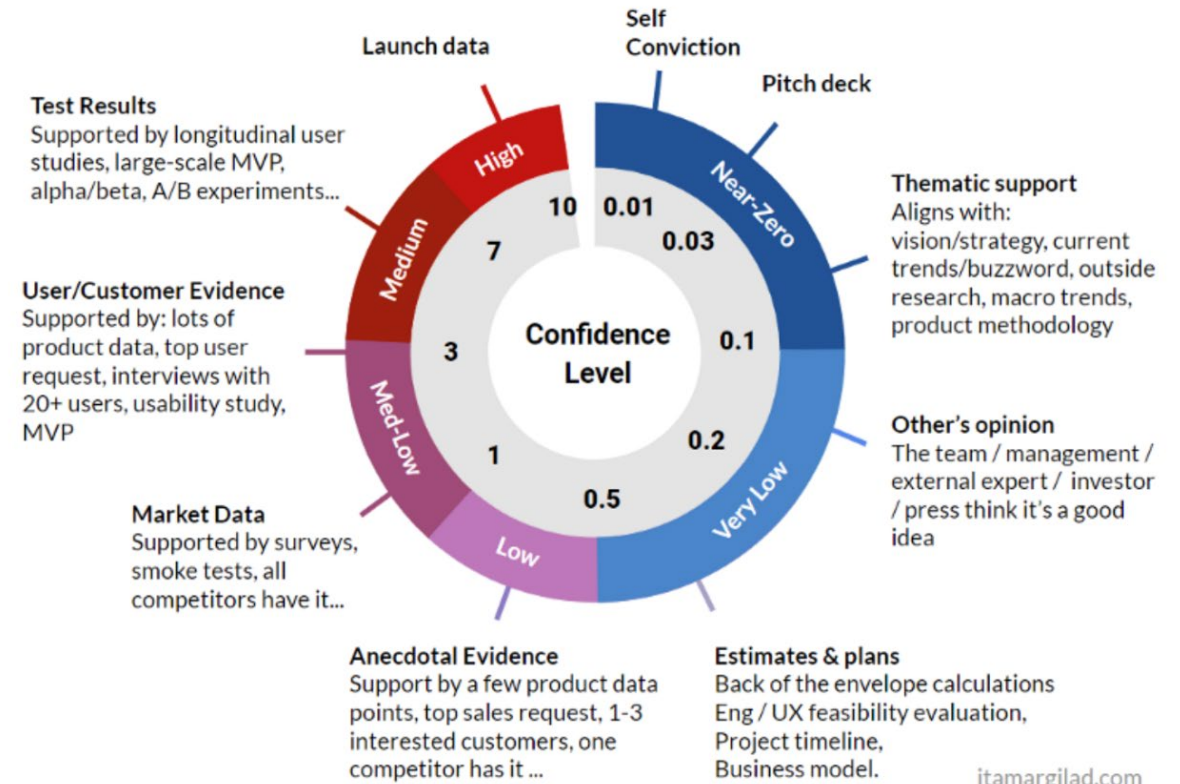 Self
Conviction
Pitch deck
Thematic support
Aligns with:
vision/strategy, current
trends/buzzword, outside
research, macro trends,
product methodology
Other's opinion
The team / management /
external expert / investor
/ press think it's a good
idea
Estimates & plans
Back of the envelope calculations
Eng / UX feasibility evaluation,
Project timeline,
Business model.
Anecdotal Evidence
Support by a few product data
points, top sales request, 1-3
interested customers, one
competitor has it ...
Market Data
Supported by surveys,
smoke tests, all
competitors have it...
User/Customer Evidence
Supported by: lots of
product data, top user
request, interviews with
20+ users, usability study,
MVP
Test Results
Supported by longitudinal user
studies, large-scale MVP,
alpha/beta, A/B experiments...
Launch data
Near-Zero
Very Low
Low
Med-Low
Medium
High
0.01
0.03
0.1
0.2
0.5
1
3
7
10
Confidence
Level
itamargilad.com